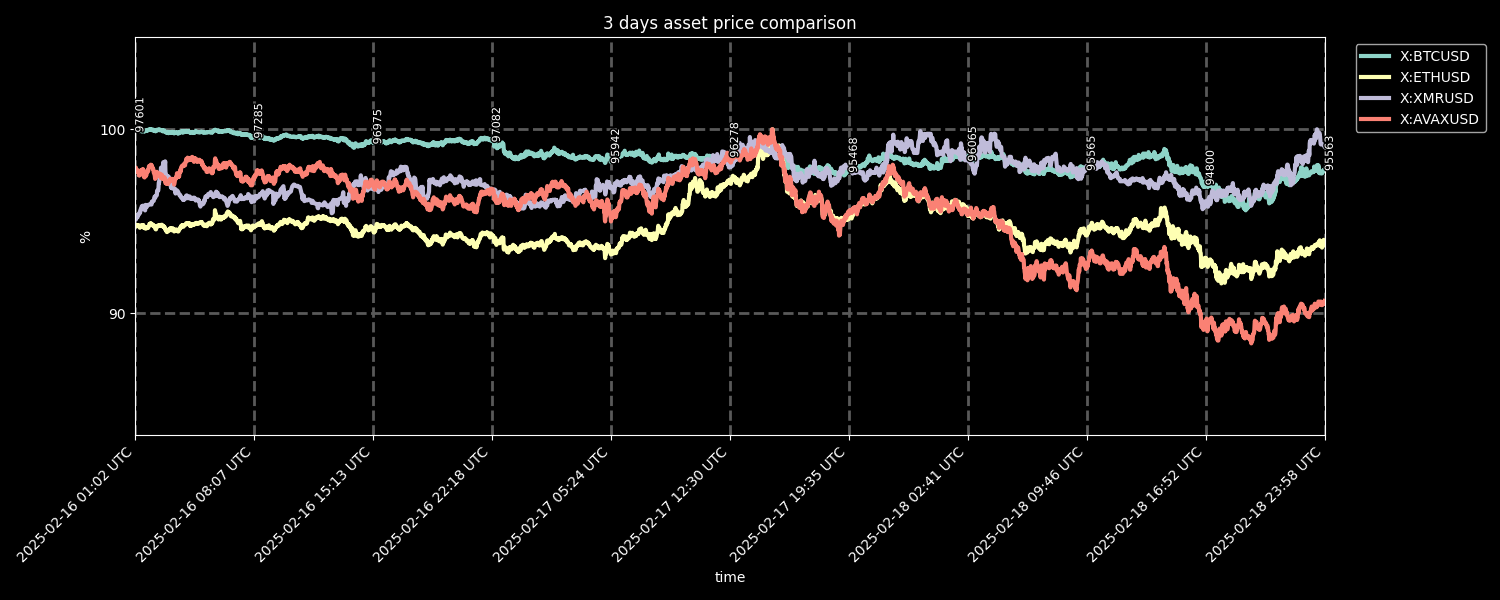 3 days asset price comparison
X:BTCUSD
X:ETHUSD
X:XMRUSD
X:AVAXUSD
100
90
%
97601
97285
96975
97082
95942
96278
95468
96065
95565
94800
95563
2025-02-16 01:02 UTC
2025-02-16 08:07 UTC
2025-02-16 15:13 UTC
2025-02-16 22:18 UTC
2025-02-17 05:24 UTC
2025-02-17 12:30 UTC
2025-02-17 19:35 UTC
2025-02-18 02:41 UTC
2025-02-18 09:46 UTC
2025-02-18 16:52 UTC
2025-02-18 23:58 UTC
time